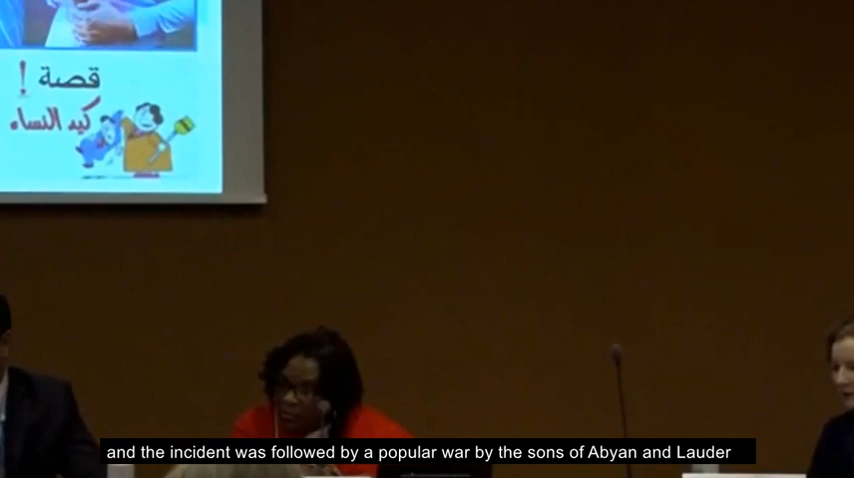 قصة !
كيد النساء
and the incident was followed by a popular war by the sons of Abyan and Lauder